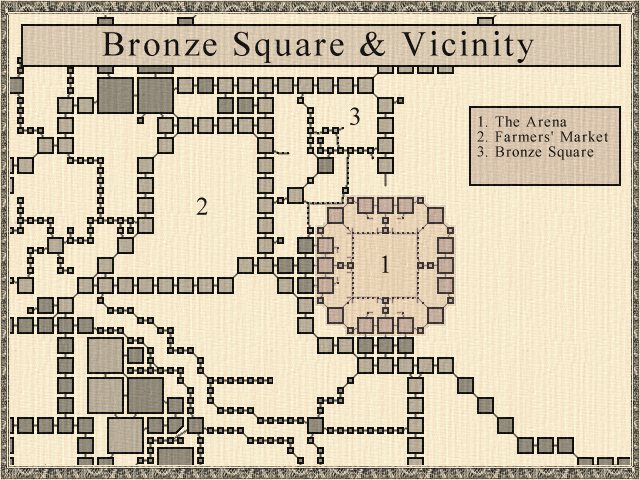 Bronze Square & Vicinity
1. The Arena
2. Farmers' Market
3. Bronze Square
3
2
1